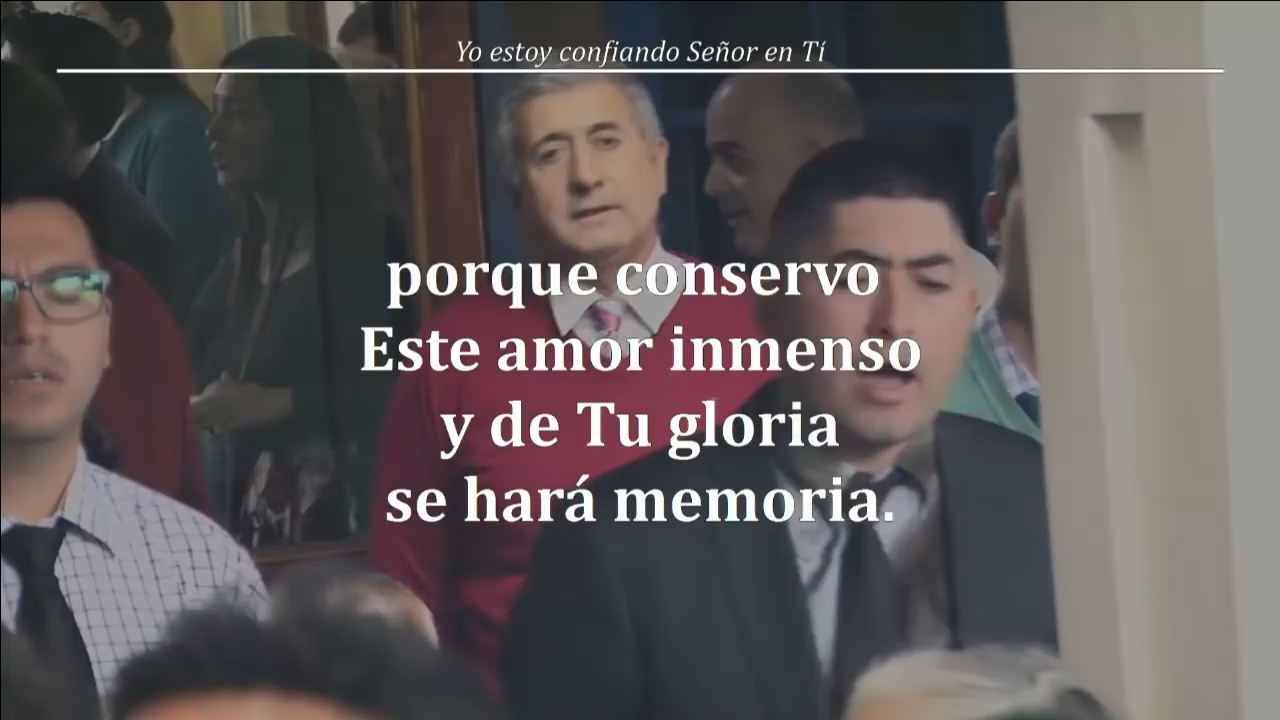 Yo estoy confiando Señor en Tí
porque conservo
Este amor inmenso
y de Tu gloria
se hará memoria.